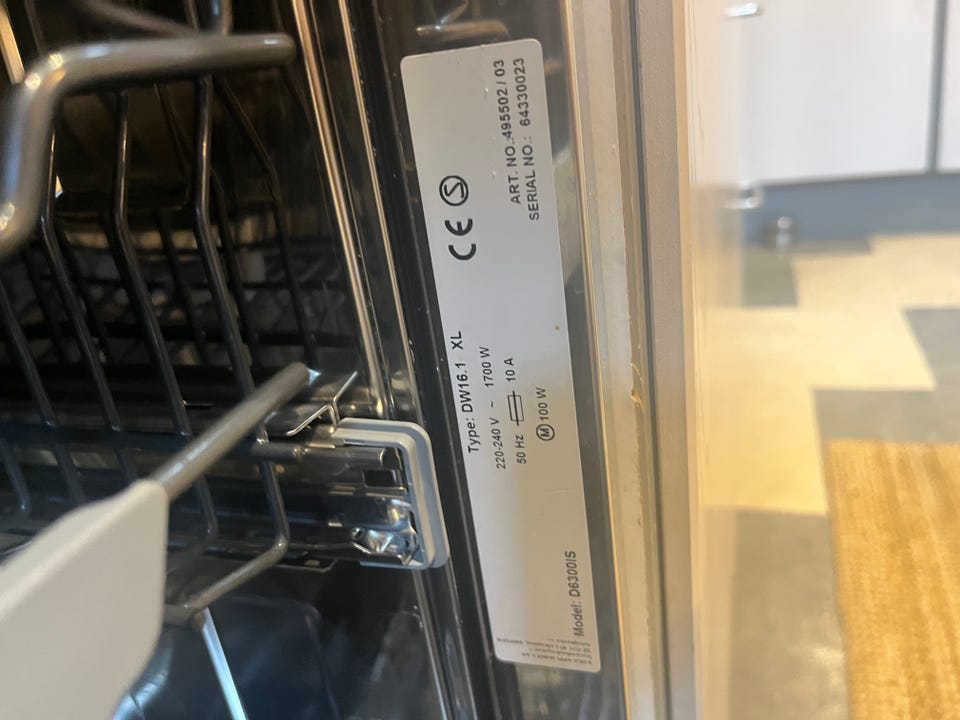 Model: D6300IS
Type: DW16.1 XL
220-240 V ~ 1700 W
50 Hz 10 A
M 100 W
CE S
ART. NO.:495502 / 03
SERIAL NO.: 64330023